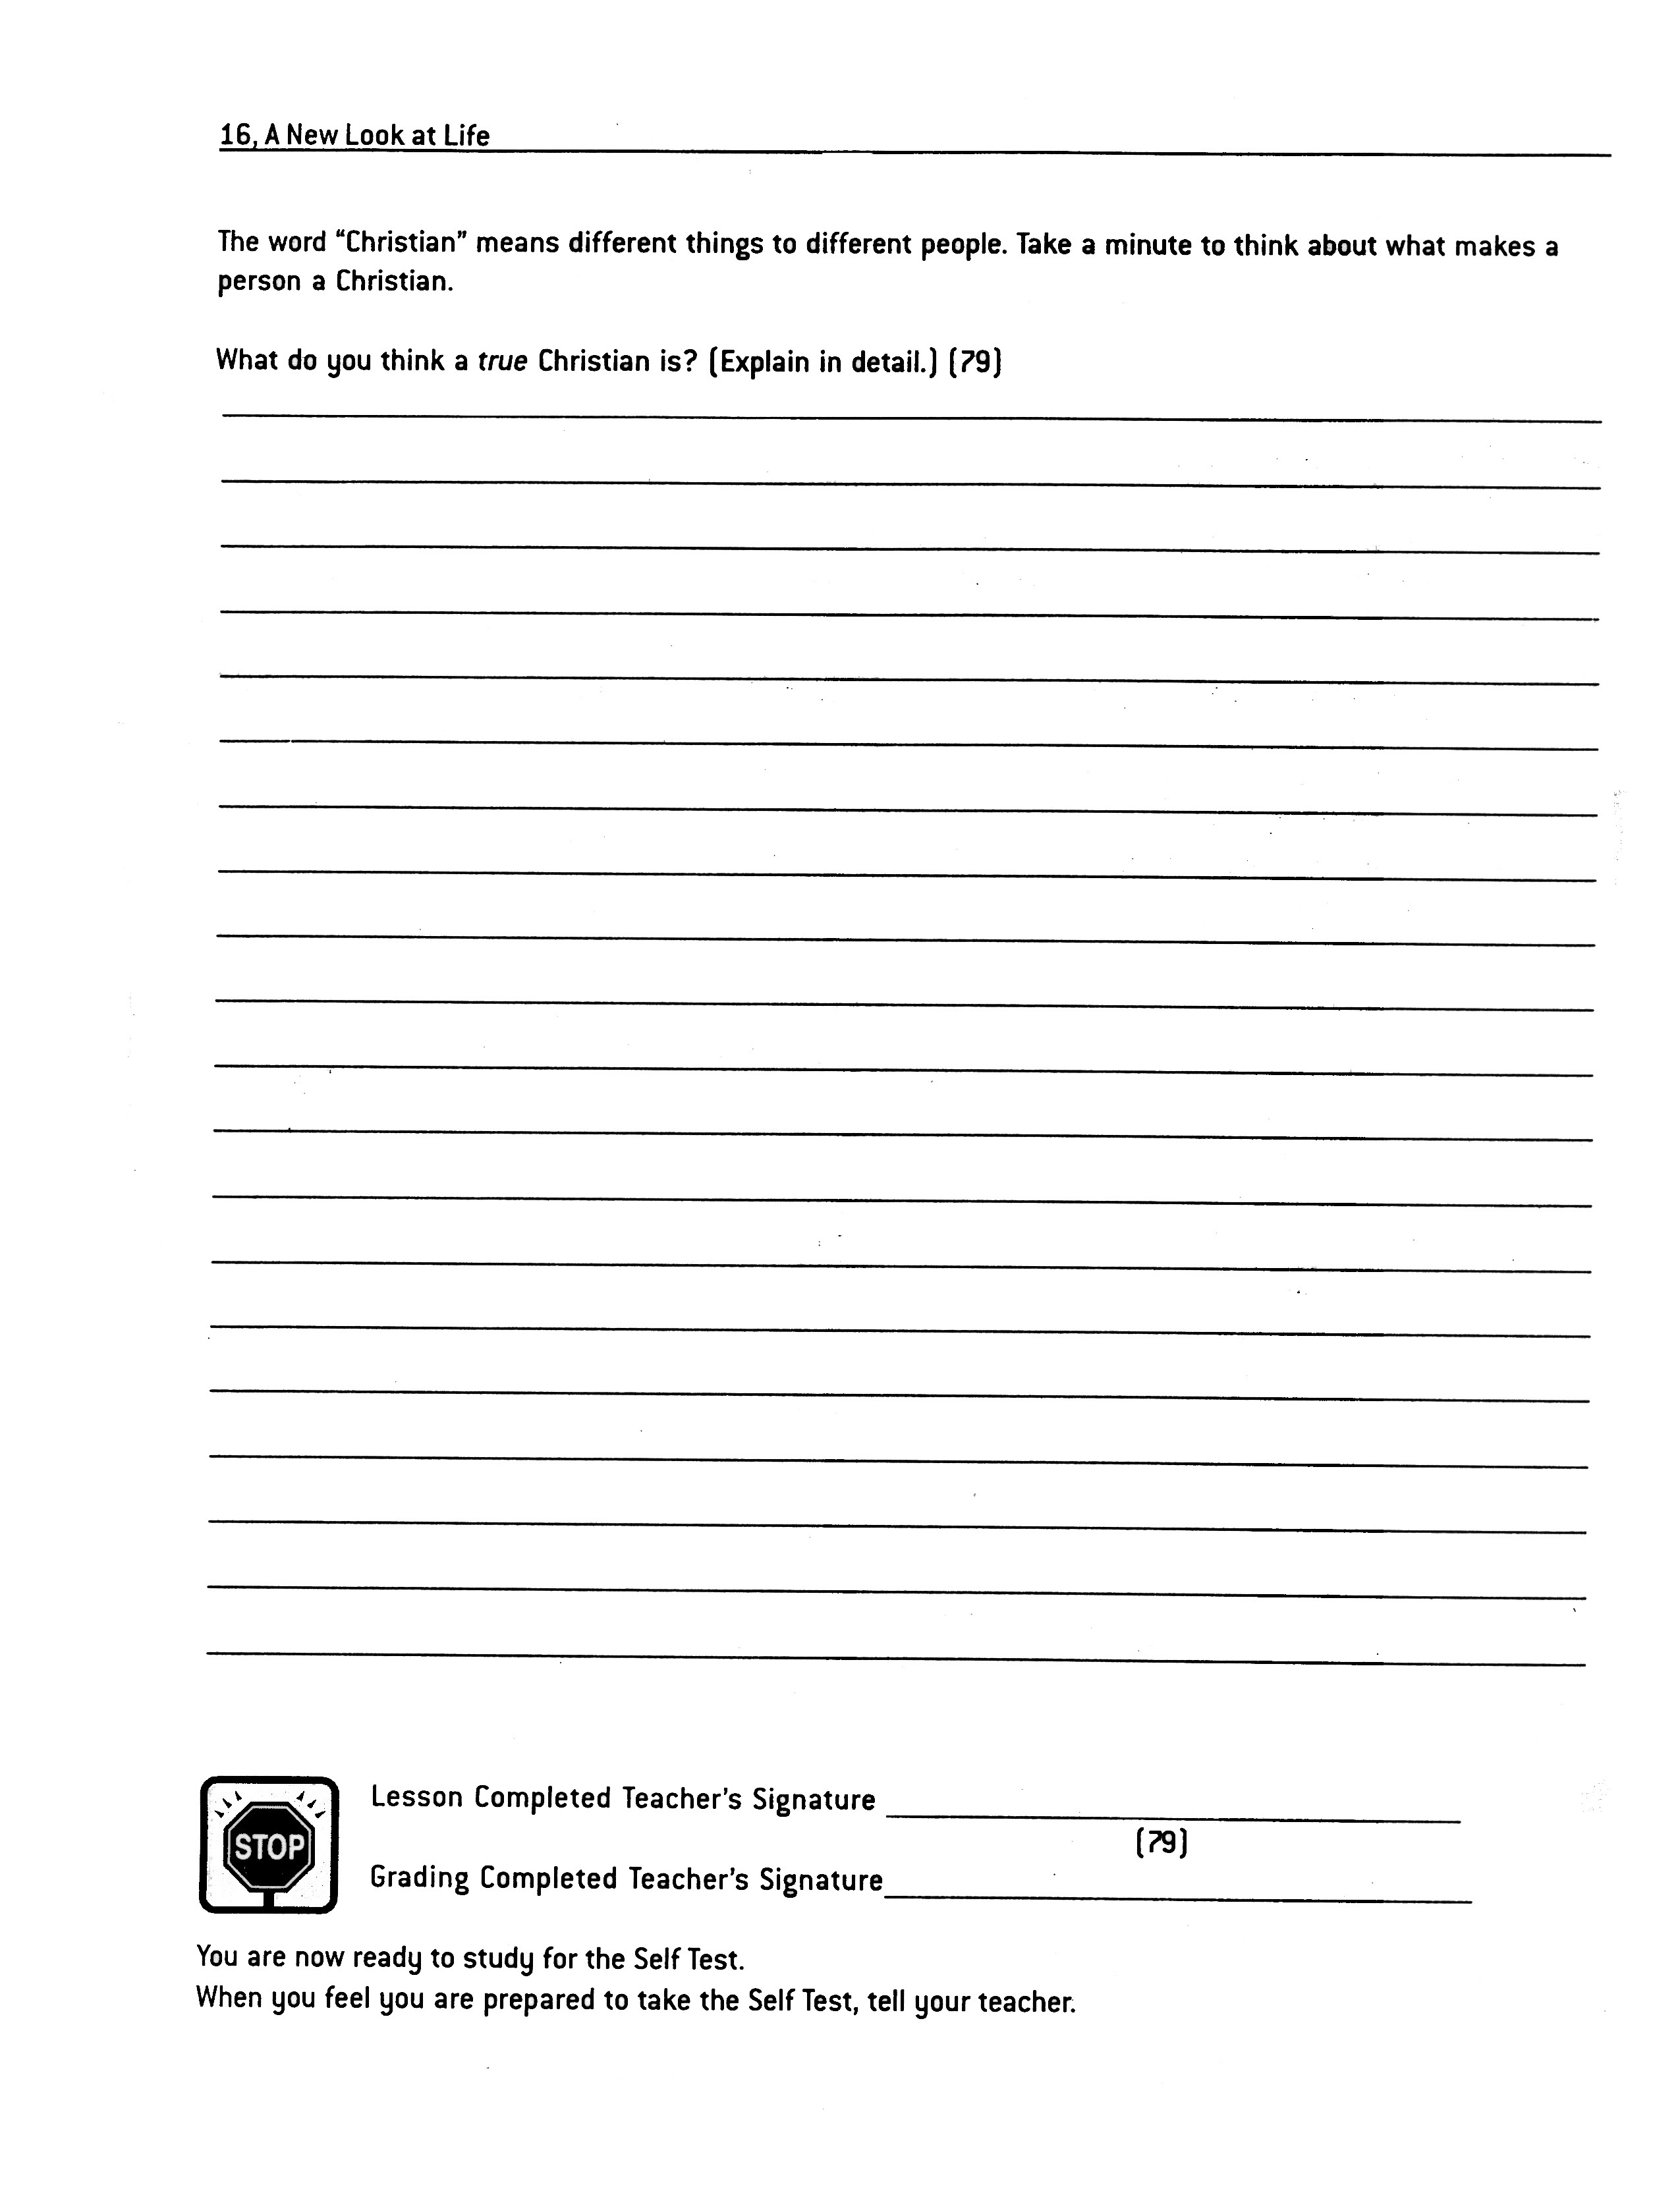 16, A New Look at Life
The word “Christian” means different things to different people. Take a minute to think about what makes a
person a Christian.
What do you think a true Christian is? (Explain in detail.) (79)
Lesson Completed Teacher's Signature
(79)
STOP
Grading Completed Teacher's Signature
You are now ready to study for the Self Test.
When you feel you are prepared to take the Self Test, tell your teacher.